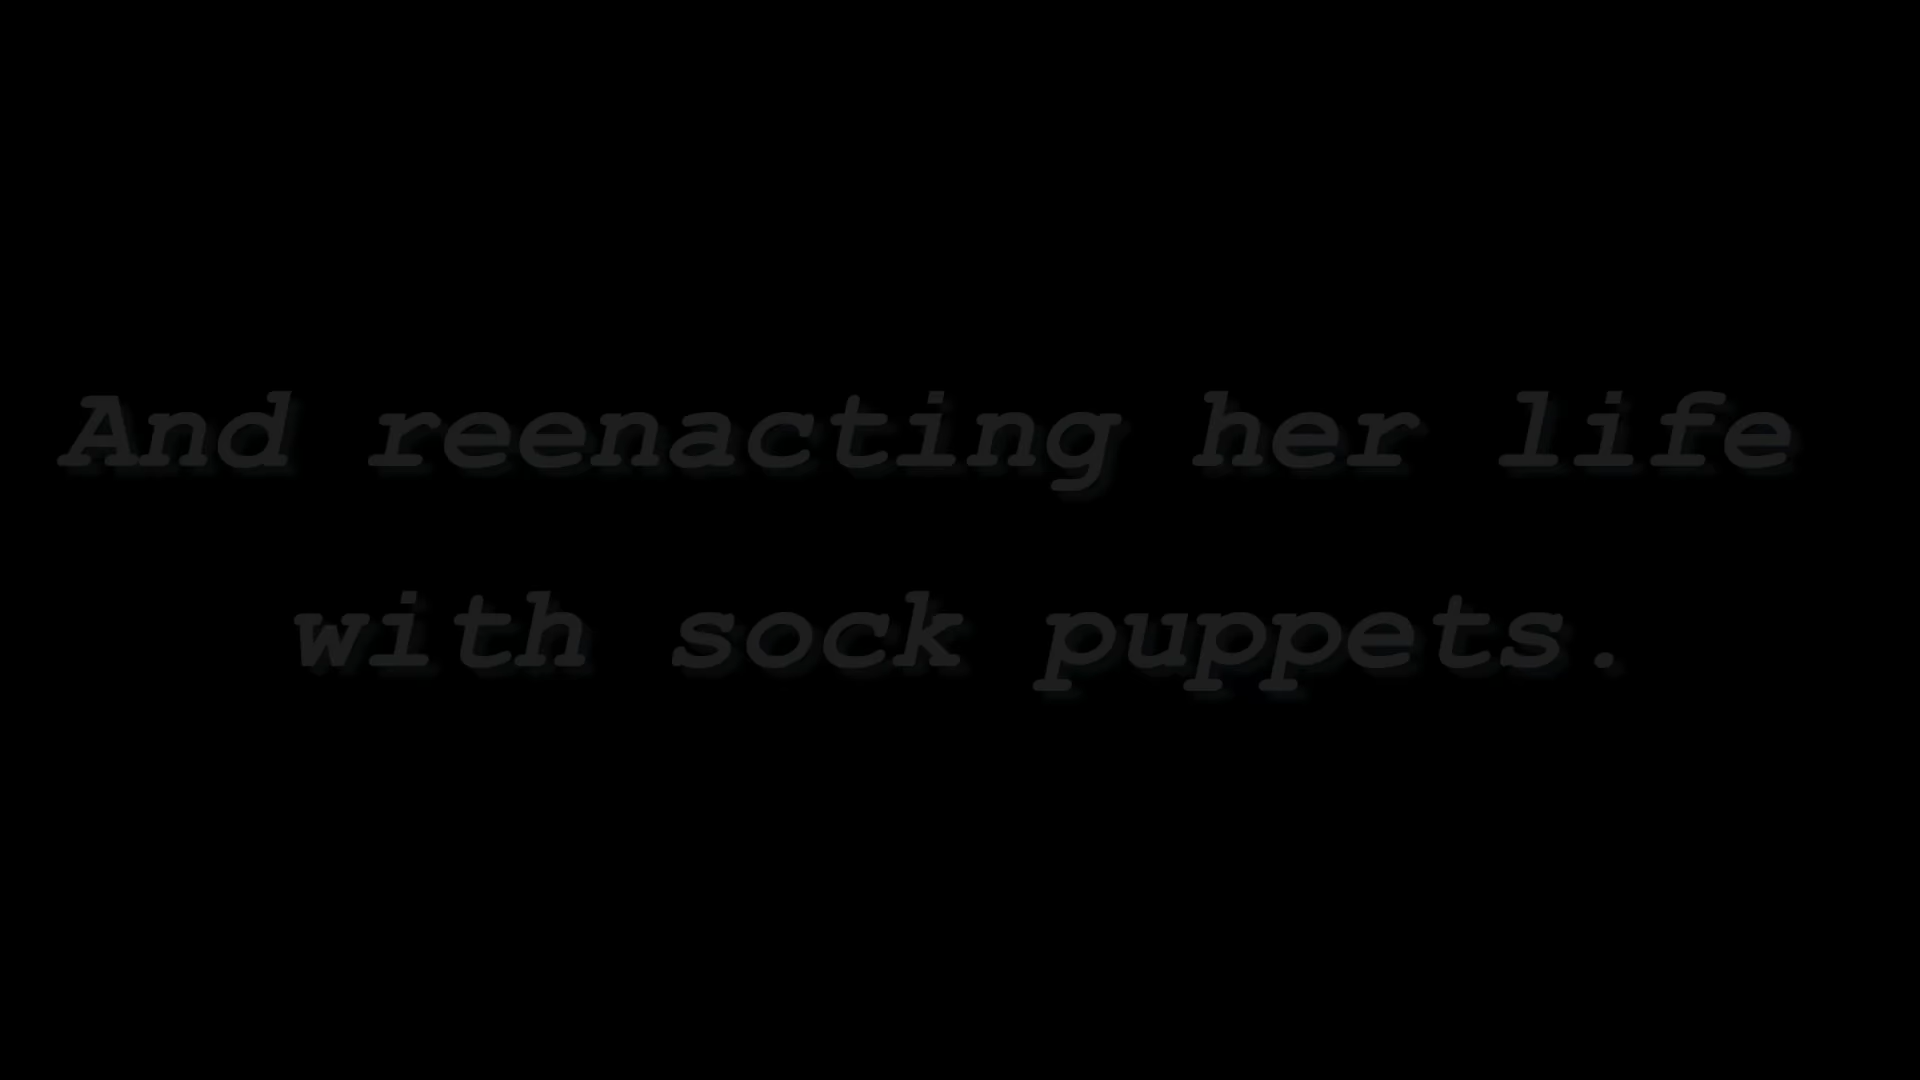 And reenacting her life
with sock puppets.